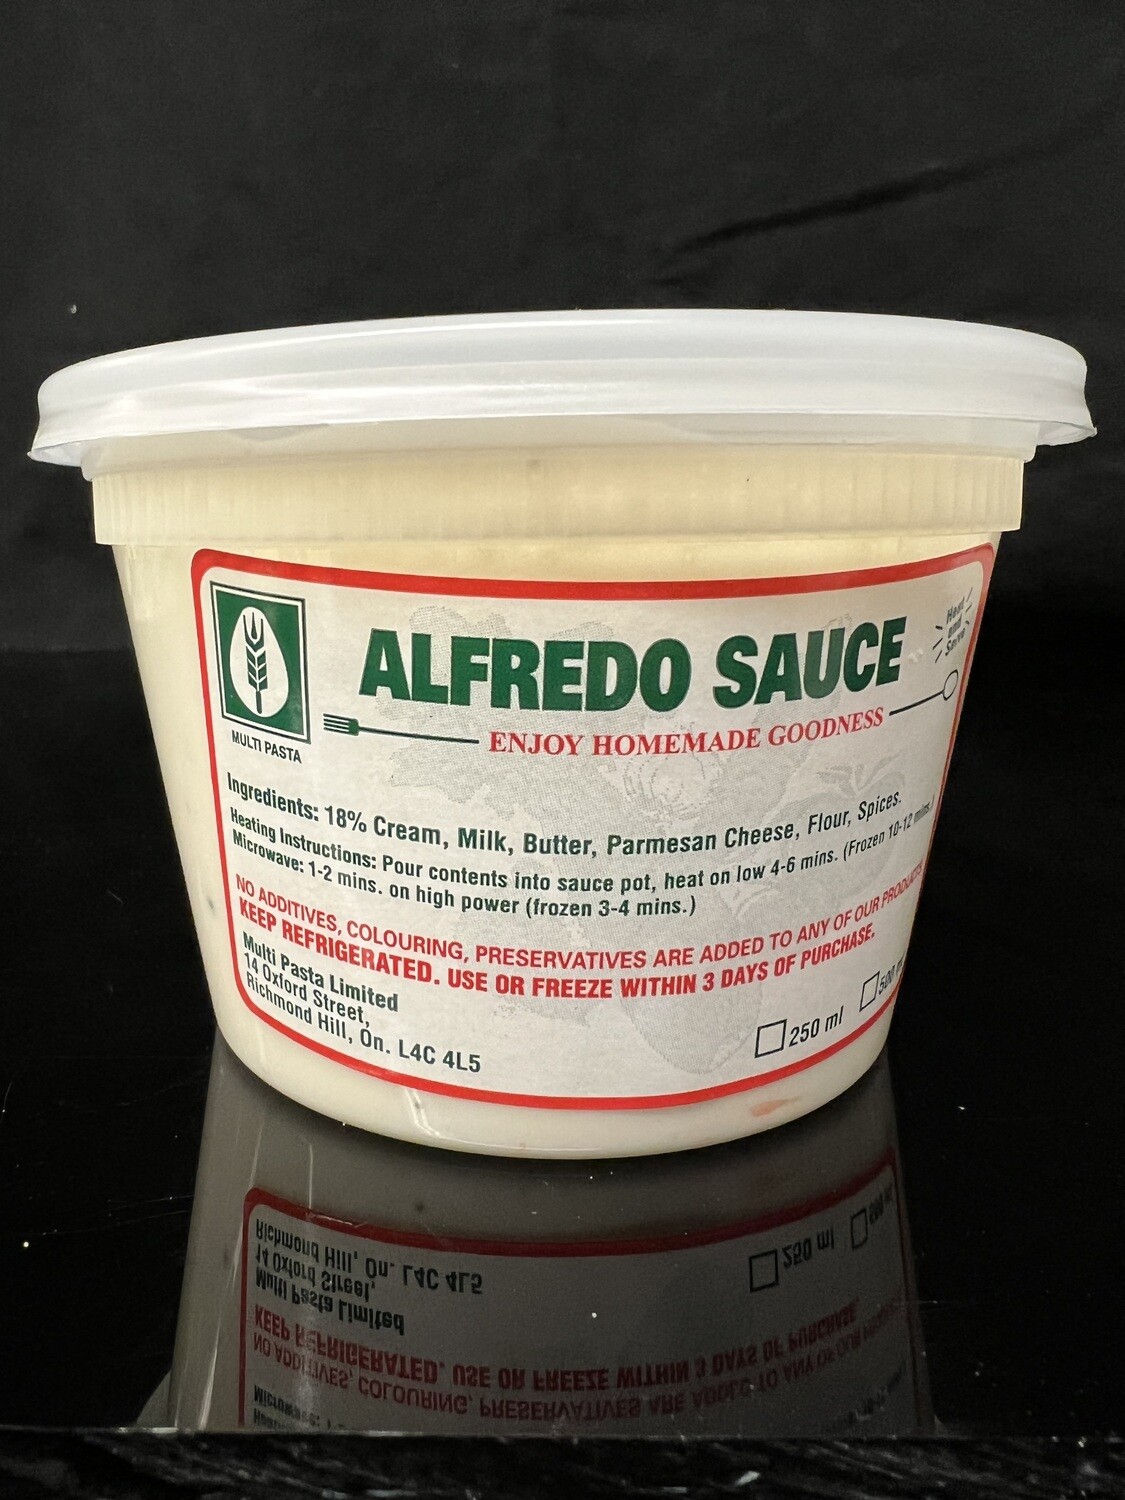 ALFREDO SAUCE
Heat
and
Serve
MULTI PASTA
ENJOY HOMEMADE GOODNESS
Ingredients: 18% Cream, Milk, Butter, Parmesan Cheese, Flour, Spices.
Heating Instructions: Pour contents into sauce pot, heat on low 4-6 mins. (Frozen 10-12 mins.)
Microwave: 1-2 mins. on high power (frozen 3-4 mins.)
NO ADDITIVES, COLOURING, PRESERVATIVES ARE ADDED TO ANY OF OUR PRODUCTS
KEEP REFRIGERATED. USE OR FREEZE WITHIN 3 DAYS OF PURCHASE.
Multi Pasta Limited
14 Oxford Street,
Richmond Hill, On. L4C 4L5
250 ml
500